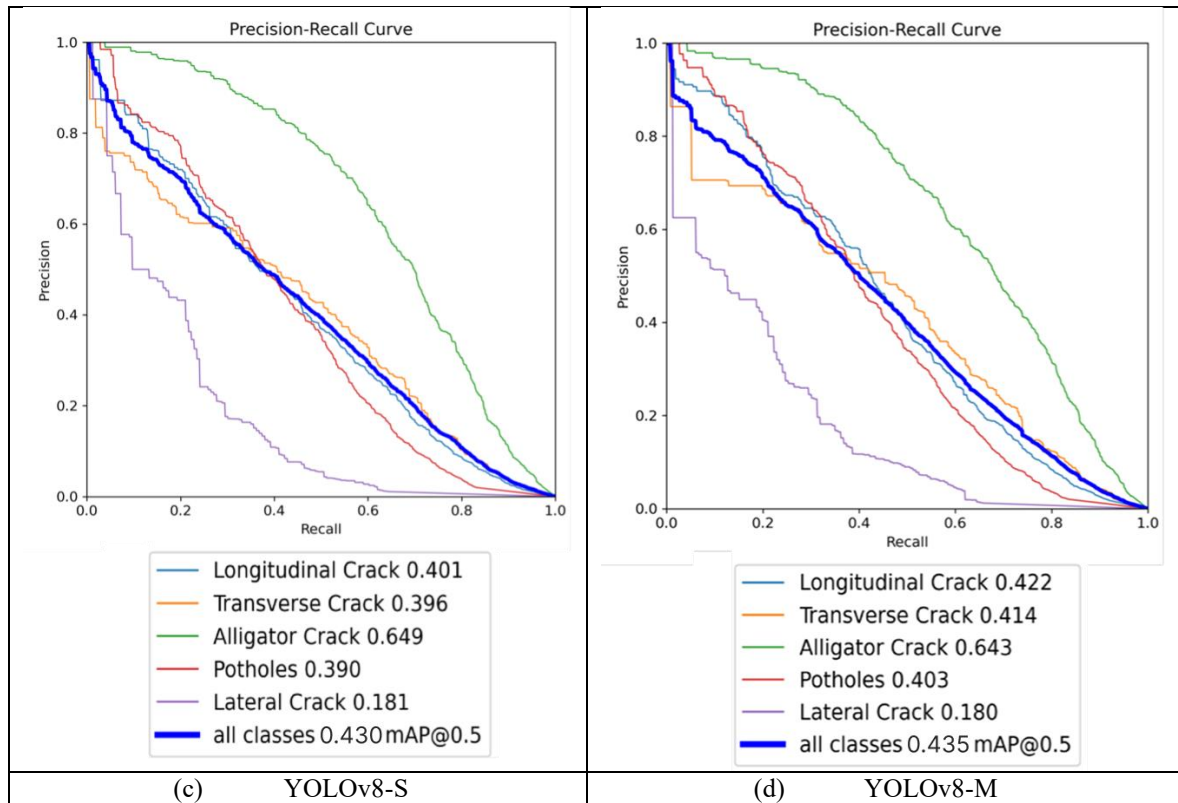 Precision-Recall Curve
1.0
0.8
0.6
0.4
0.2
0.0
Precision
0.0 0.2 0.4 0.6 0.8 1.0
Recall
Longitudinal Crack 0.401
Transverse Crack 0.396
Alligator Crack 0.649
Potholes 0.390
Lateral Crack 0.181
all classes 0.430 mAP@0.5
(c) YOLOv8-S
Precision-Recall Curve
1.0
0.8
0.6
0.4
0.2
0.0
Precision
0.0 0.2 0.4 0.6 0.8 1.0
Recall
Longitudinal Crack 0.422
Transverse Crack 0.414
Alligator Crack 0.643
Potholes 0.403
Lateral Crack 0.180
all classes 0.435 mAP@0.5
(d) YOLOv8-M